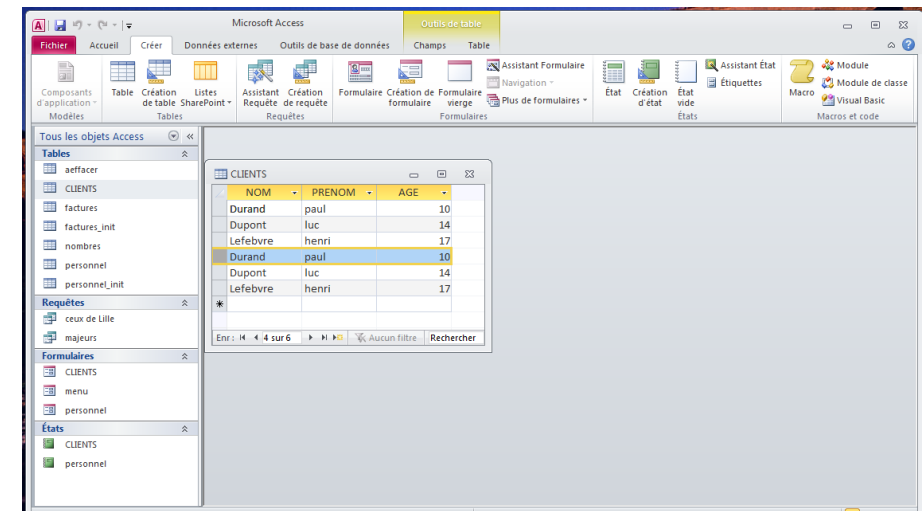 Microsoft Access
Outils de table
Fichier Accueil Créer Données externes Outils de base de données Champs Table
Composants d'application
Table
Création de table
Listes SharePoint
Assistant Requête
Création de requête
Formulaire
Création de formulaire
Formulaire vierge
Assistant Formulaire
Navigation
Plus de formulaires
État
Création d'état
État vide
Assistant État
Étiquettes
Macro
Module
Module de classe
Visual Basic
Modèles Tables Requêtes Formulaires États Macros et code
Tous les objets Access
Tables
aeffacer
CLIENTS
factures
factures_init
nombres
personnel
personnel_init
Requêtes
ceux de Lille
majeurs
Formulaires
CLIENTS
menu
personnel
États
CLIENTS
personnel
CLIENTS
NOM PRENOM AGE
Durand paul 10
Dupont luc 14
Lefebvre henri 17
Durand paul 10
Dupont luc 14
Lefebvre henri 17
Enr : 4 sur 6 Aucun filtre Rechercher